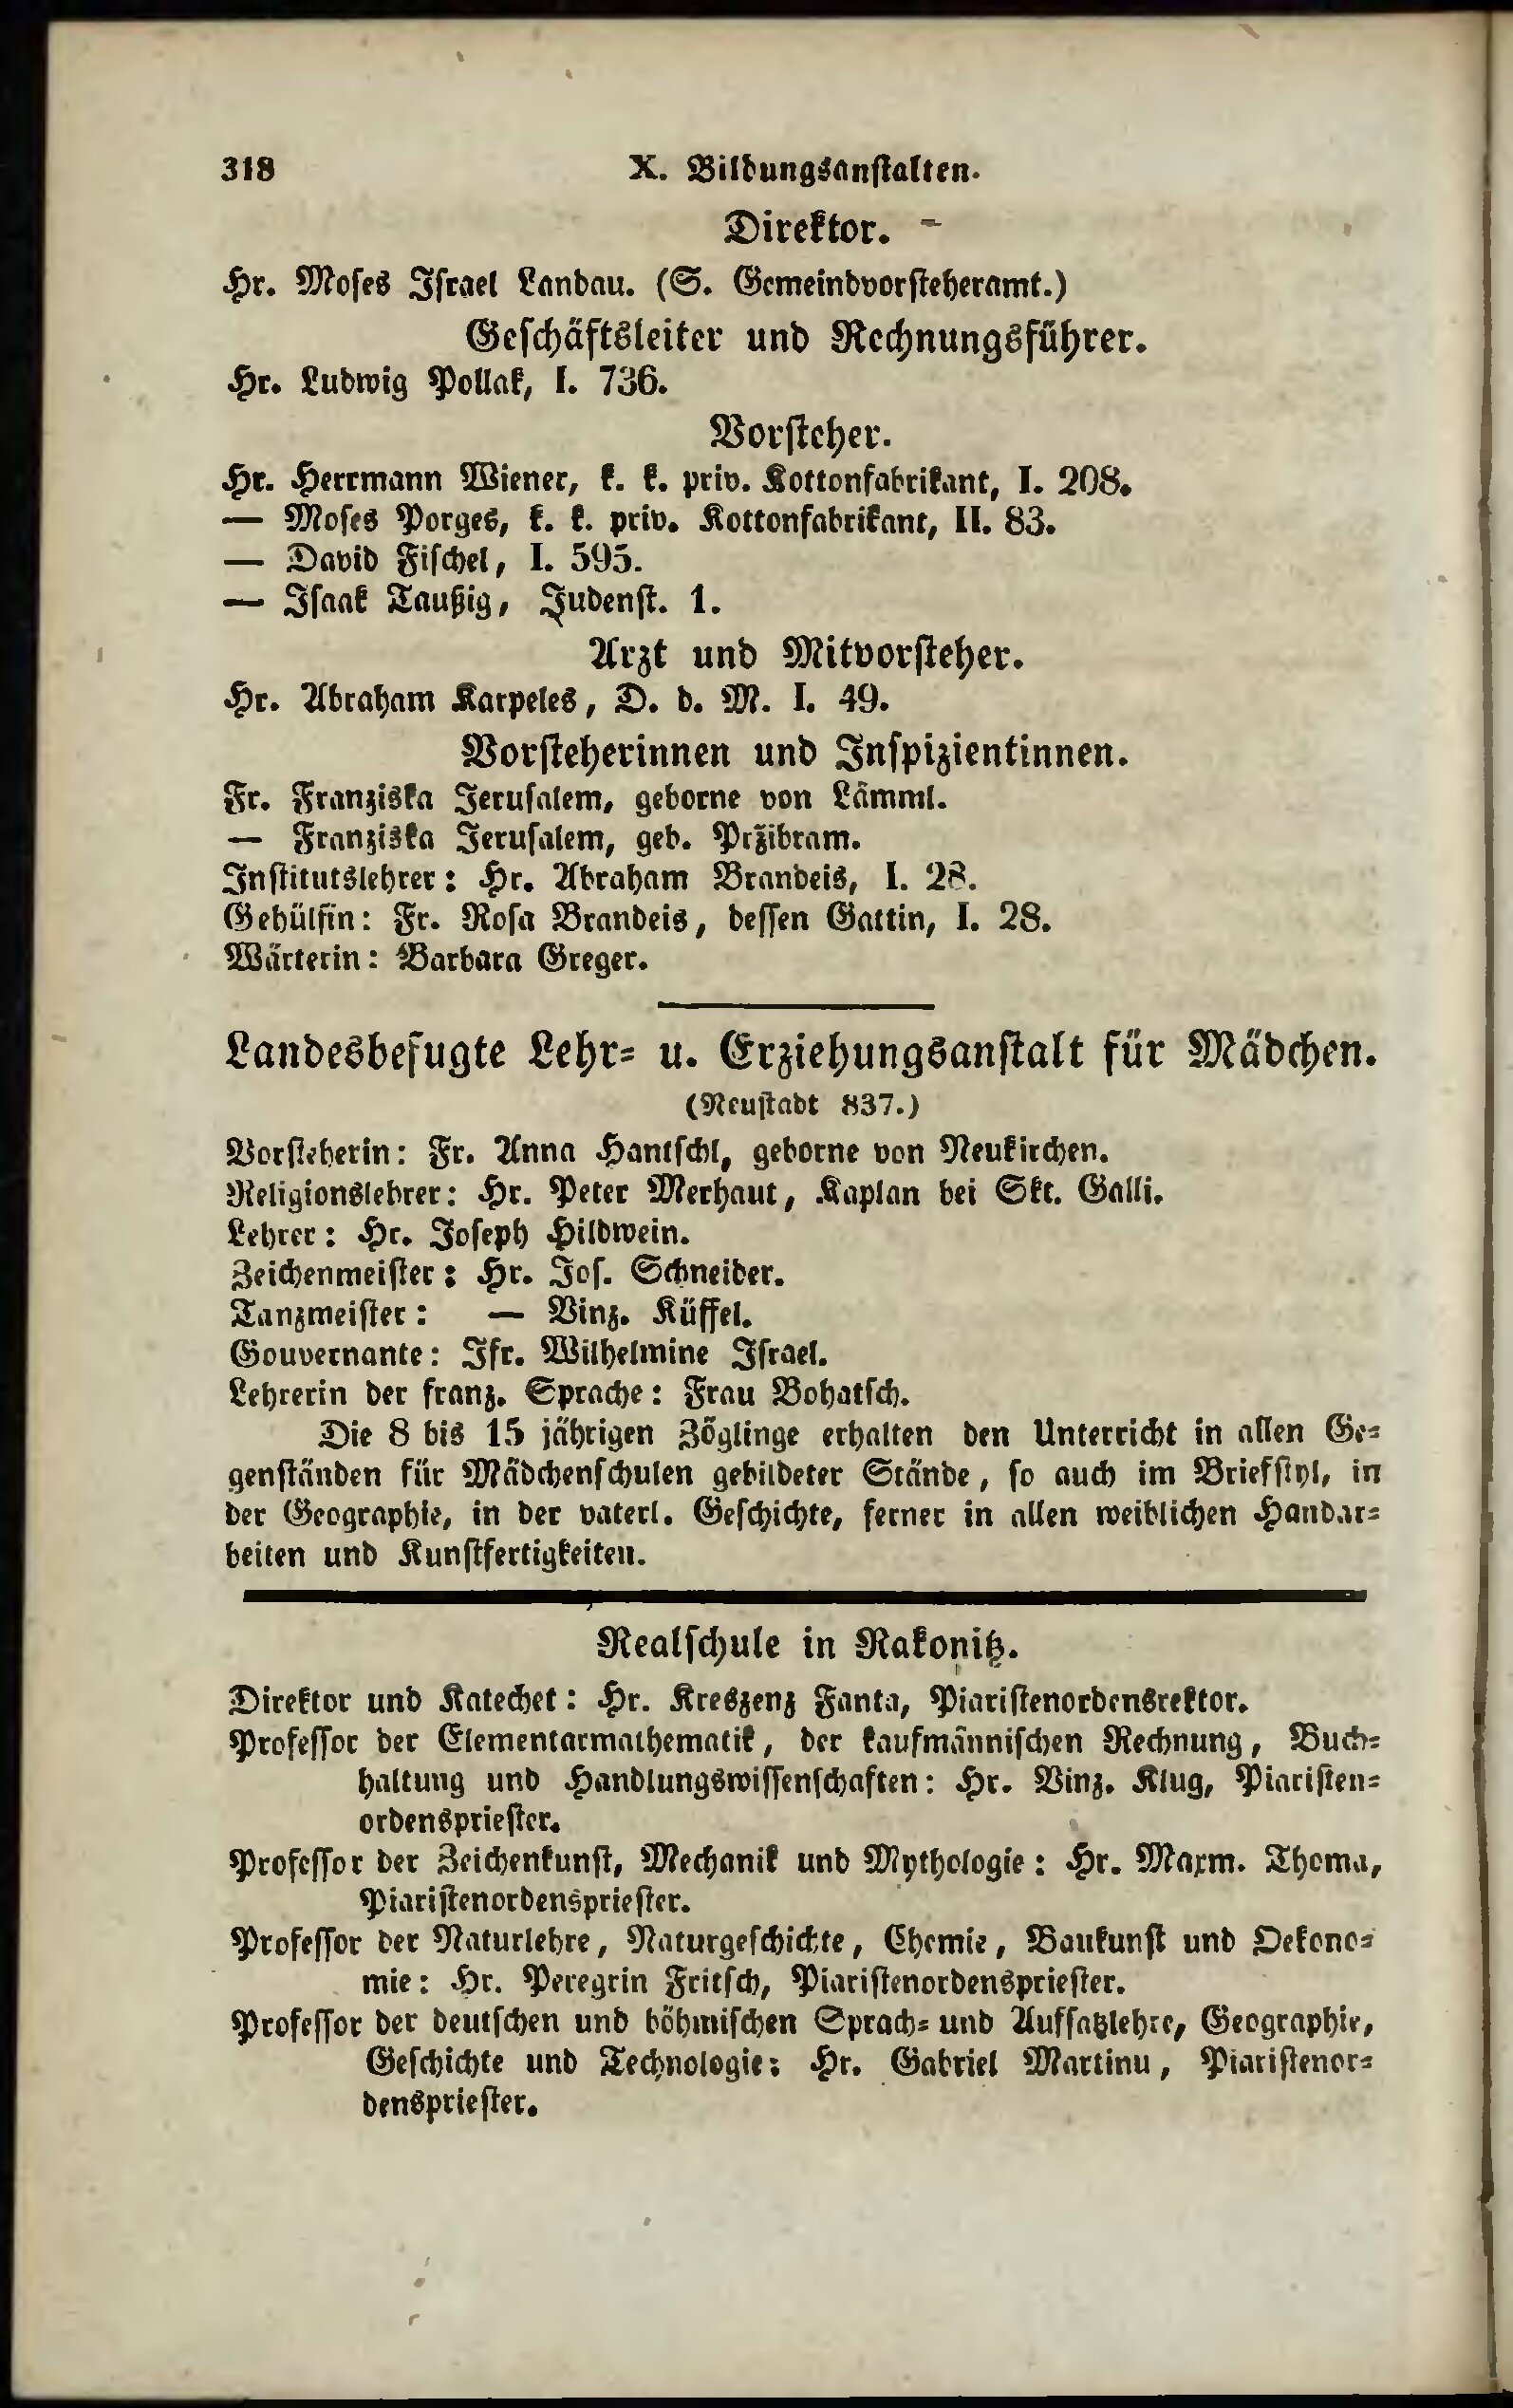 318 X. Bildungsanstalten.
Direktor.
Hr. Moses Israel Landau. (S. Gemeindvorsteheramt.)
Geschäftsleiter und Rechnungsführer.
Hr. Ludwig Pollak, I. 736.
Vorsteher.
Hr. Herrmann Wiener, k. k. priv. Kottonfabrikant, I. 208.
— Moses Porges, k. k. priv. Kottonfabrikant, II. 83.
— David Fischel, I. 595.
— Isaak Taußig, Judenst. 1.
Arzt und Mitvorsteher.
Hr. Abraham Karpeles, D. d. M. I. 49.
Vorsteherinnen und Inspizientinnen.
Fr. Franziska Jerusalem, geborne von Lämml.
— Franziska Jerusalem, geb. Pržibram.
Institutslehrer: Hr. Abraham Brandeis, I. 28.
Gehülfin: Fr. Rosa Brandeis, dessen Gattin, I. 28.
Wärterin: Barbara Greger.
Landesbefugte Lehr- u. Erziehungsanstalt für Mädchen.
(Neustadt 837.)
Vorsteherin: Fr. Anna Hantschl, geborne von Neukirchen.
Religionslehrer: Hr. Peter Merhaut, Kaplan bei Skt. Galli.
Lehrer: Hr. Joseph Hildwein.
Zeichenmeister: Hr. Jos. Schneider.
Tanzmeister: — Vinz. Küffel.
Gouvernante: Jfr. Wilhelmine Israel.
Lehrerin der franz. Sprache: Frau Bohatsch.
Die 8 bis 15 jährigen Zöglinge erhalten den Unterricht in allen Ge-
genständen für Mädchenschulen gebildeter Stände, so auch im Briefstyl, in
der Geographie, in der vaterl. Geschichte, ferner in allen weiblichen Handar-
beiten und Kunstfertigkeiten.
Realschule in Rakonitz.
Direktor und Katechet: Hr. Kreszenz Fanta, Piaristenordensrektor.
Professor der Elementarmathematik, der kaufmännischen Rechnung, Buch-
haltung und Handlungswissenschaften: Hr. Vinz. Klug, Piaristen-
ordenspriester.
Professor der Zeichenkunst, Mechanik und Mythologie: Hr. Maxm. Thoma,
Piaristenordenspriester.
Professor der Naturlehre, Naturgeschichte, Chemie, Baukunst und Oekono-
mie: Hr. Peregrin Fritsch, Piaristenordenspriester.
Professor der deutschen und böhmischen Sprach- und Aufsatzlehre, Geographie,
Geschichte und Technologie: Hr. Gabriel Martinu, Piaristenor-
denspriester.